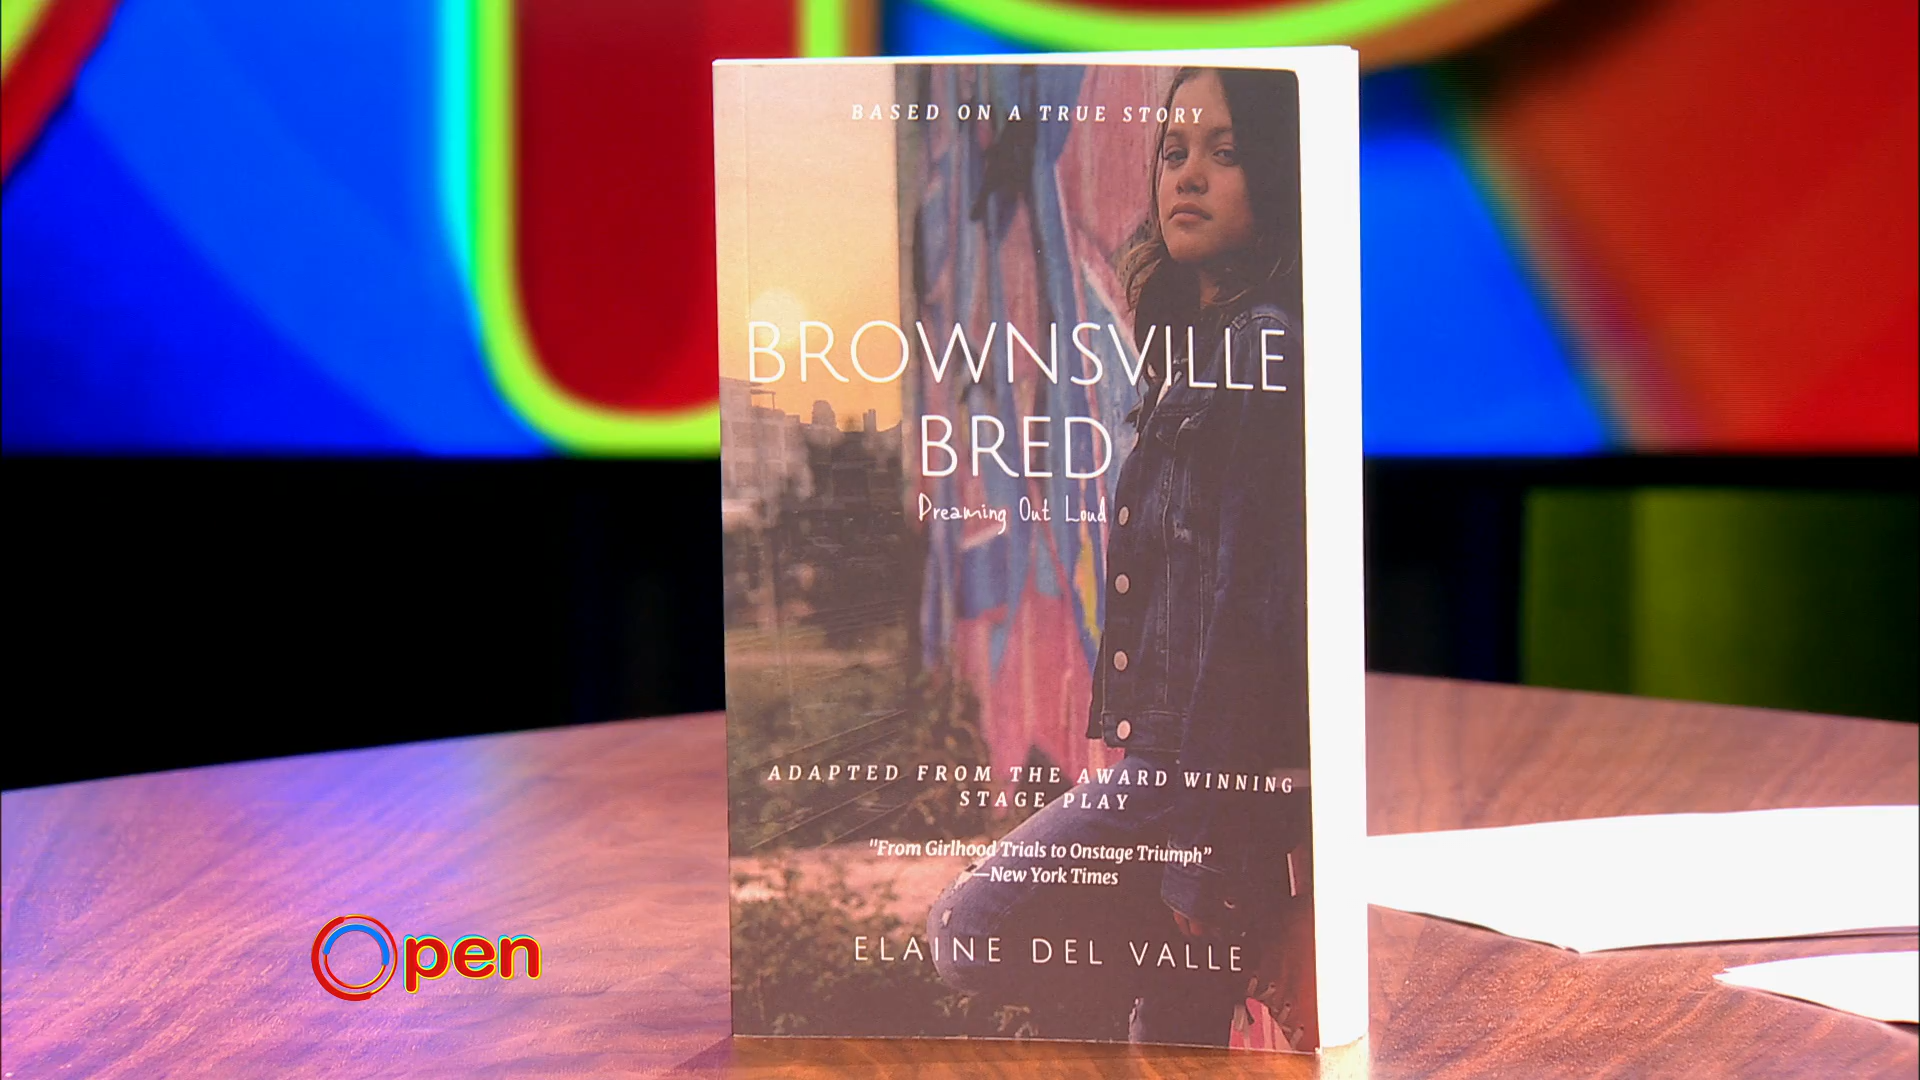 BASED ON A TRUE STORY
BROWNSVILLE
BRED
Dreaming Out Loud
ADAPTED FROM THE AWARD WINNING
STAGE PLAY
"From Girlhood Trials to Onstage Triumph"
—New York Times
ELAINE DEL VALLE
Open